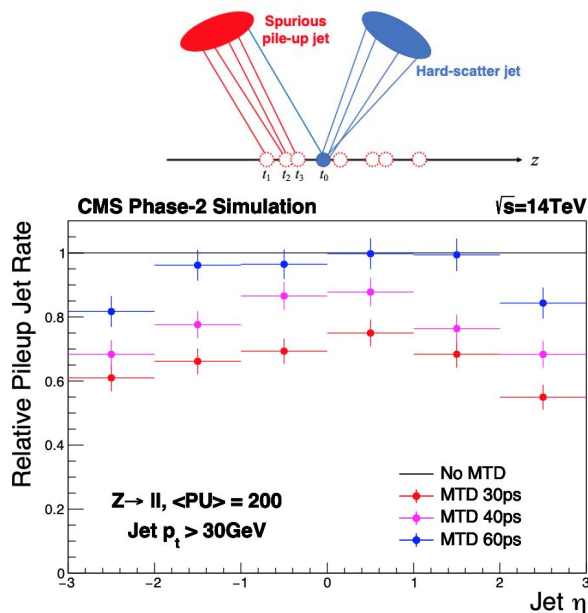 Spurious
pile-up jet
Hard-scatter jet
t1 t2 t3 t0 z
CMS Phase-2 Simulation √s=14TeV
Relative Pileup Jet Rate
1
0.8
0.6
0.4
0.2
0
No MTD
MTD 30ps
MTD 40ps
MTD 60ps
Z→ ll, <PU> = 200
Jet pt > 30GeV
−3 −2 −1 0 1 2 3
Jet η